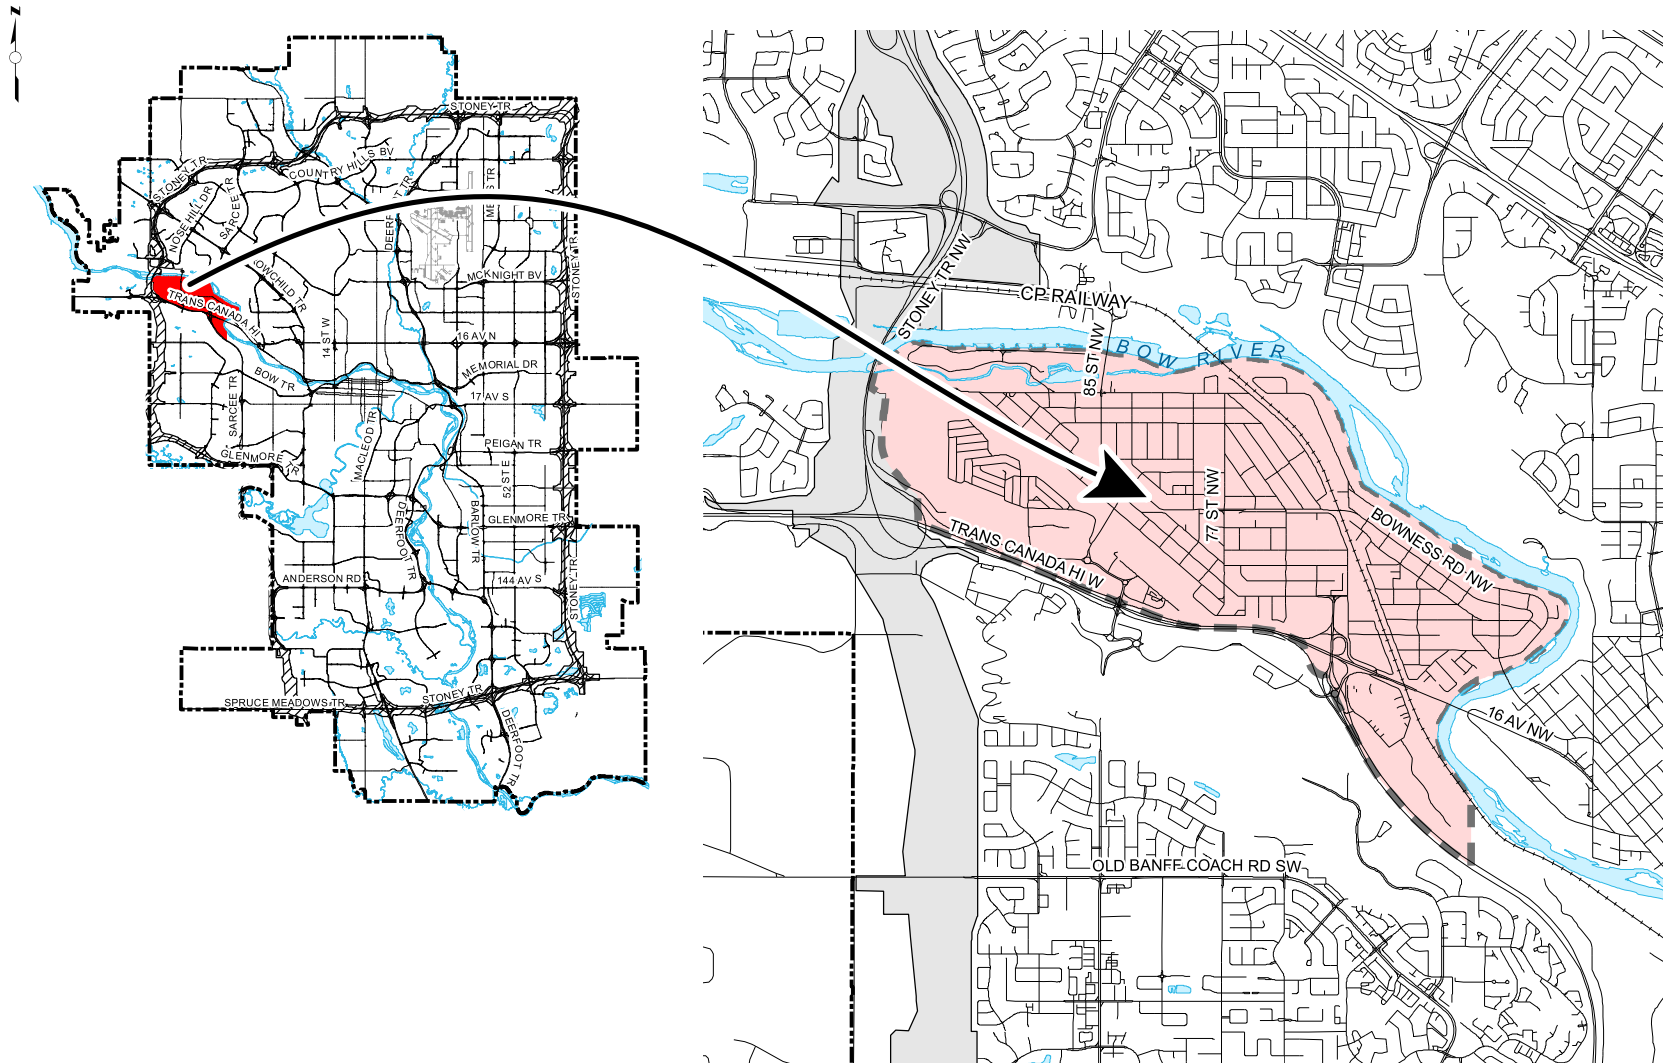 N
STONEY TR
COUNTRY HILLS BV
STONEY TR
NOSEHILL DR
SARCEE TR
DEERF
T TR
TR
STONEY TR
OWCHILD TR
MCKNIGHT BV
TRANS CANADA HI
14 ST W
16 AV N
MEMORIAL DR
BOW TR
17 AV S
SARCEE TR
MACLEOD TR
PEIGAN TR
GLENMORE TR
52 ST E
BARLOW TR
DEERFOOT TR
GLENMORE TR
ANDERSON RD
144 AV S
STONEY TR
SPRUCE MEADOWS TR
STONEY TR
DEERFOOT TR
STONEY TR NW
CP RAILWAY
BOW RIVER
85 ST NW
77 ST NW
BOWNESS RD NW
TRANS CANADA HI W
16 AV NW
OLD BANFF COACH RD SW